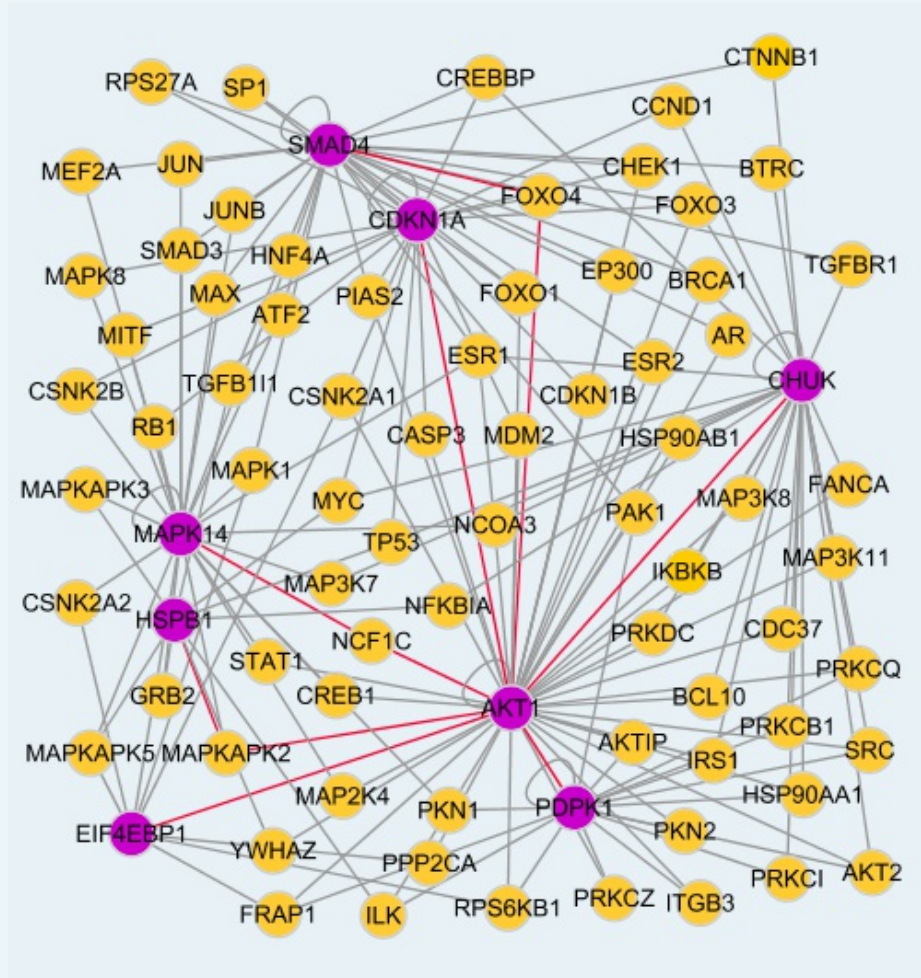 CTNNB1
CREBBP
RPS27A
SP1
CCND1
SMAD4
MEF2A
JUN
CHEK1
BTRC
FOXO4
JUNB
CDKN1A
FOXO3
SMAD3
HNF4A
MAPK8
MAX
PIAS2
FOXO1
EP300
BRCA1
TGFBR1
ATF2
MITF
AR
ESR1
ESR2
CSNK2B
TGFB1I1
CSNK2A1
CDKN1B
CHUK
RB1
CASP3
MDM2
HSP90AB1
MAPK1
MAPKAPK3
MYC
MAP3K8
FANCA
MAPK14
TP53
NCOA3
PAK1
MAP3K11
MAP3K7
IKBKB
CSNK2A2
HSPB1
NFKBIA
NCF1C
PRKDC
CDC37
STAT1
PRKCQ
GRB2
CREB1
AKT1
BCL10
MAPKAPK5
MAPKAPK2
AKTIP
PRKCB1
SRC
IRS1
MAP2K4
PKN1
PDPK1
HSP90AA1
EIF4EBP1
YWHAZ
PKN2
PPP2CA
PRKCI
AKT2
FRAP1
ILK
RPS6KB1
PRKCZ
ITGB3